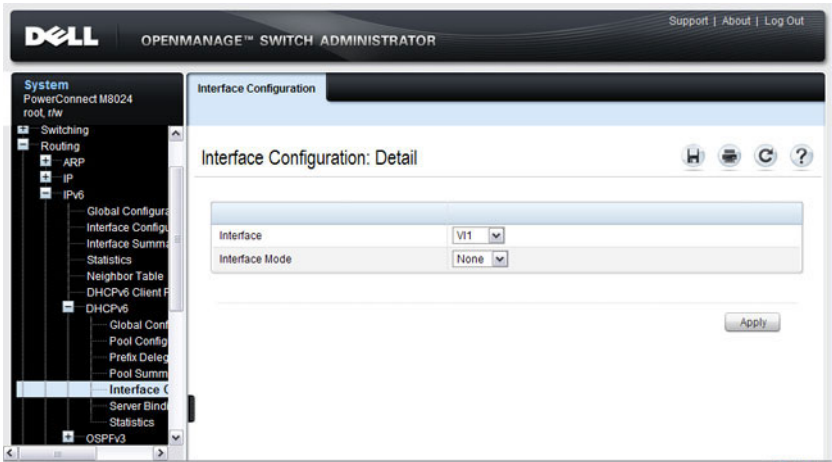 Support | About | Log Out
DELL OPENMANAGE™ SWITCH ADMINISTRATOR
System
PowerConnect M8024
root, r/w
Switching
Routing
ARP
IP
IPv6
Global Configura
Interface Configu
Interface Summa
Statistics
Neighbor Table
DHCPv6 Client F
DHCPv6
Global Conf
Pool Config
Prefix Deleg
Pool Summ
Interface C
Server Bindi
Statistics
OSPFv3
Interface Configuration
Interface Configuration: Detail
Interface VI1
Interface Mode None
Apply